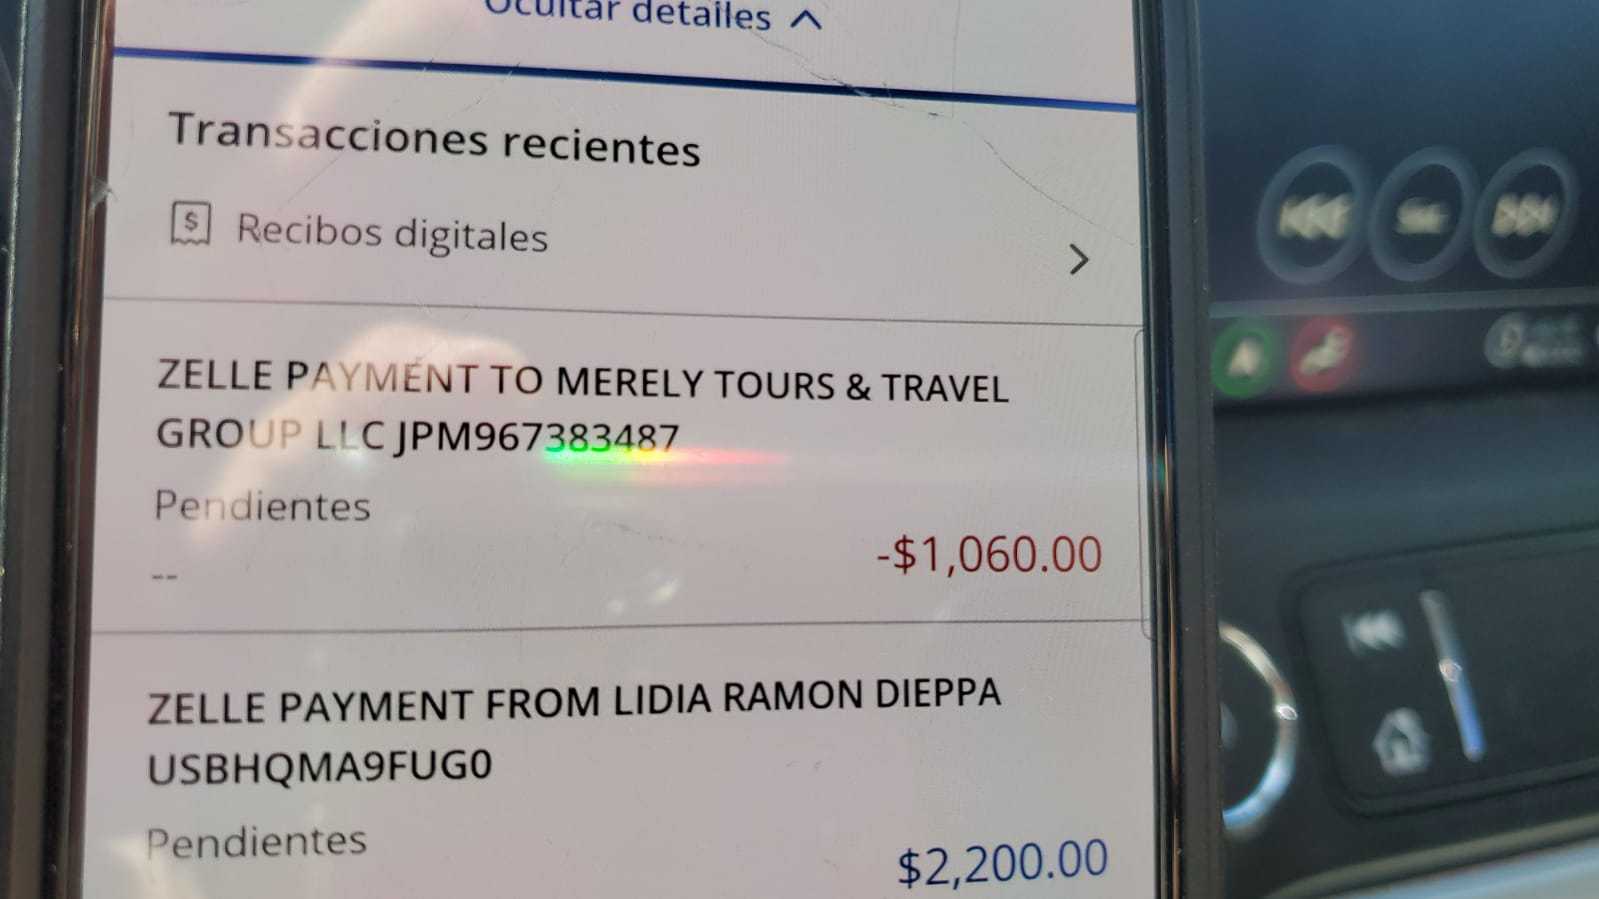 Ocultar detalles
Transacciones recientes
$
Recibos digitales
ZELLE PAYMENT TO MERELY TOURS & TRAVEL
GROUP LLC JPM967383487
Pendientes
-$1,060.00
--
ZELLE PAYMENT FROM LIDIA RAMON DIEPPA
USBHQMA9FUG0
Pendientes
$2,200.00